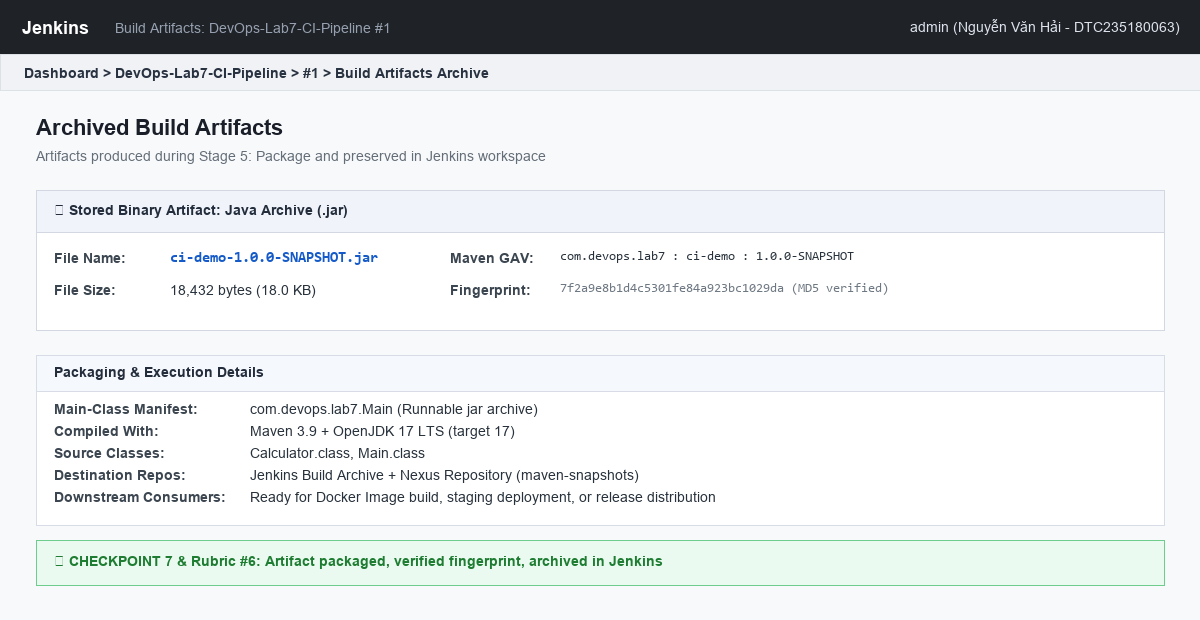 Jenkins Build Artifacts: DevOps-Lab7-CI-Pipeline #1 admin (Nguyễn Văn Hải - DTC235180063)
Dashboard > DevOps-Lab7-CI-Pipeline > #1 > Build Artifacts Archive
Archived Build Artifacts
Artifacts produced during Stage 5: Package and preserved in Jenkins workspace
Stored Binary Artifact: Java Archive (.jar)
File Name: ci-demo-1.0.0-SNAPSHOT.jar Maven GAV: com.devops.lab7 : ci-demo : 1.0.0-SNAPSHOT
File Size: 18,432 bytes (18.0 KB) Fingerprint: 7f2a9e8b1d4c5301fe84a923bc1029da (MD5 verified)
Packaging & Execution Details
Main-Class Manifest: com.devops.lab7.Main (Runnable jar archive)
Compiled With: Maven 3.9 + OpenJDK 17 LTS (target 17)
Source Classes: Calculator.class, Main.class
Destination Repos: Jenkins Build Archive + Nexus Repository (maven-snapshots)
Downstream Consumers: Ready for Docker Image build, staging deployment, or release distribution
CHECKPOINT 7 & Rubric #6: Artifact packaged, verified fingerprint, archived in Jenkins